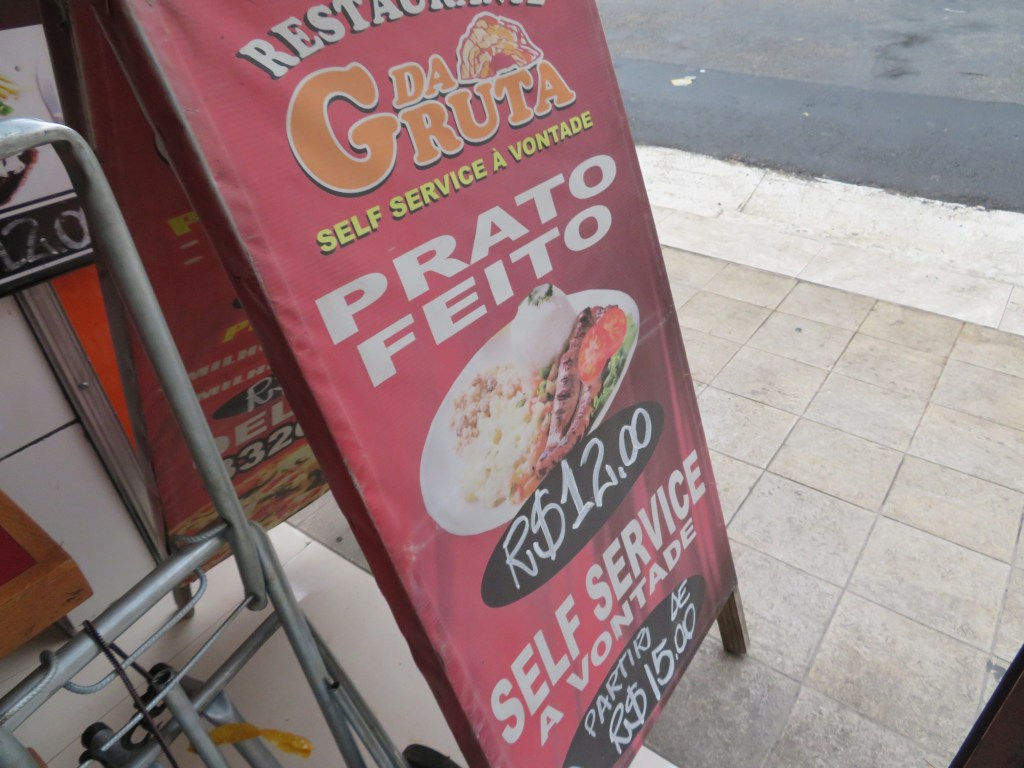 RESTAURANTE
DA
GRUTA
SELF SERVICE À VONTADE
PRATO
FEITO
R$12,00
SELF SERVICE
A VONTADE
PARTIR DE
R$15.00